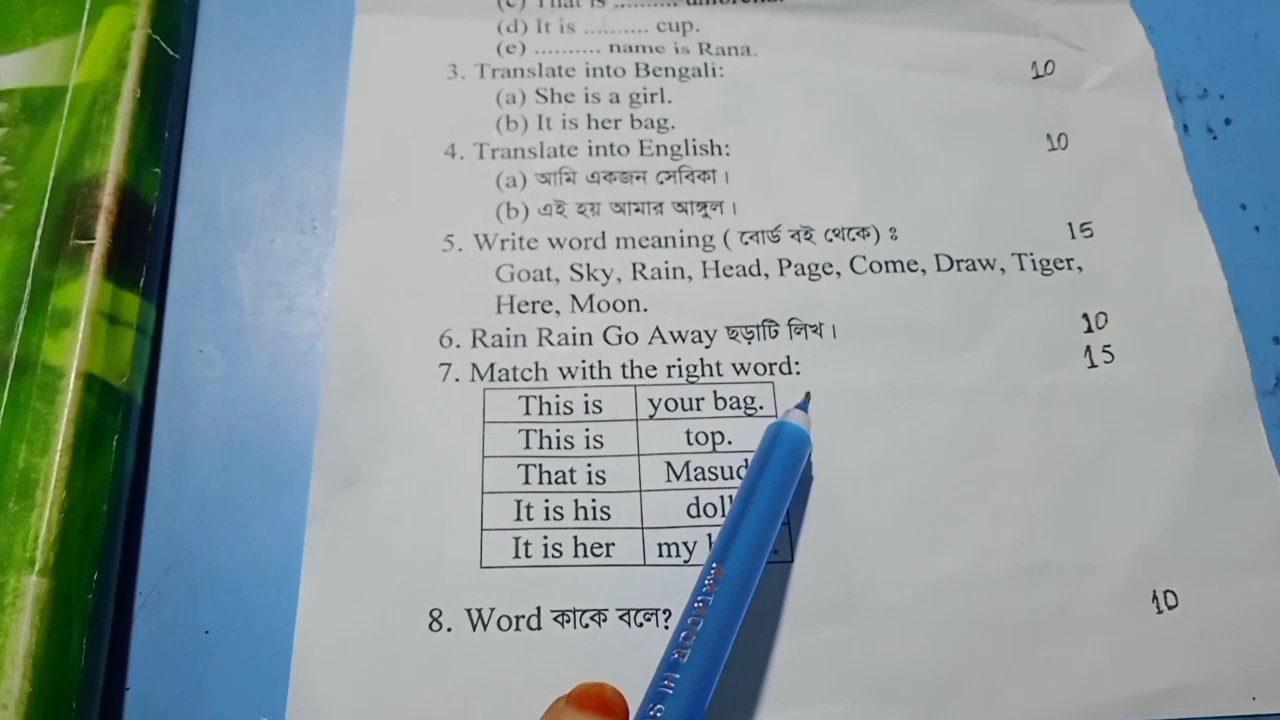 (c) That is ..........
(d) It is .......... cup.
(e) .......... name is Rana.
3. Translate into Bengali: 10
(a) She is a girl.
(b) It is her bag.
4. Translate into English: 10
(a) আমি একজন সেবিকা।
(b) এই হয় আমার আঙ্গুল।
5. Write word meaning ( বোর্ড বই থেকে) ঃ 15
Goat, Sky, Rain, Head, Page, Come, Draw, Tiger,
Here, Moon.
6. Rain Rain Go Away ছড়াটি লিখ। 10
7. Match with the right word: 15
This is your bag.
This is top.
That is Masud
It is his doll
It is her my
8. Word কাকে বলে? 10